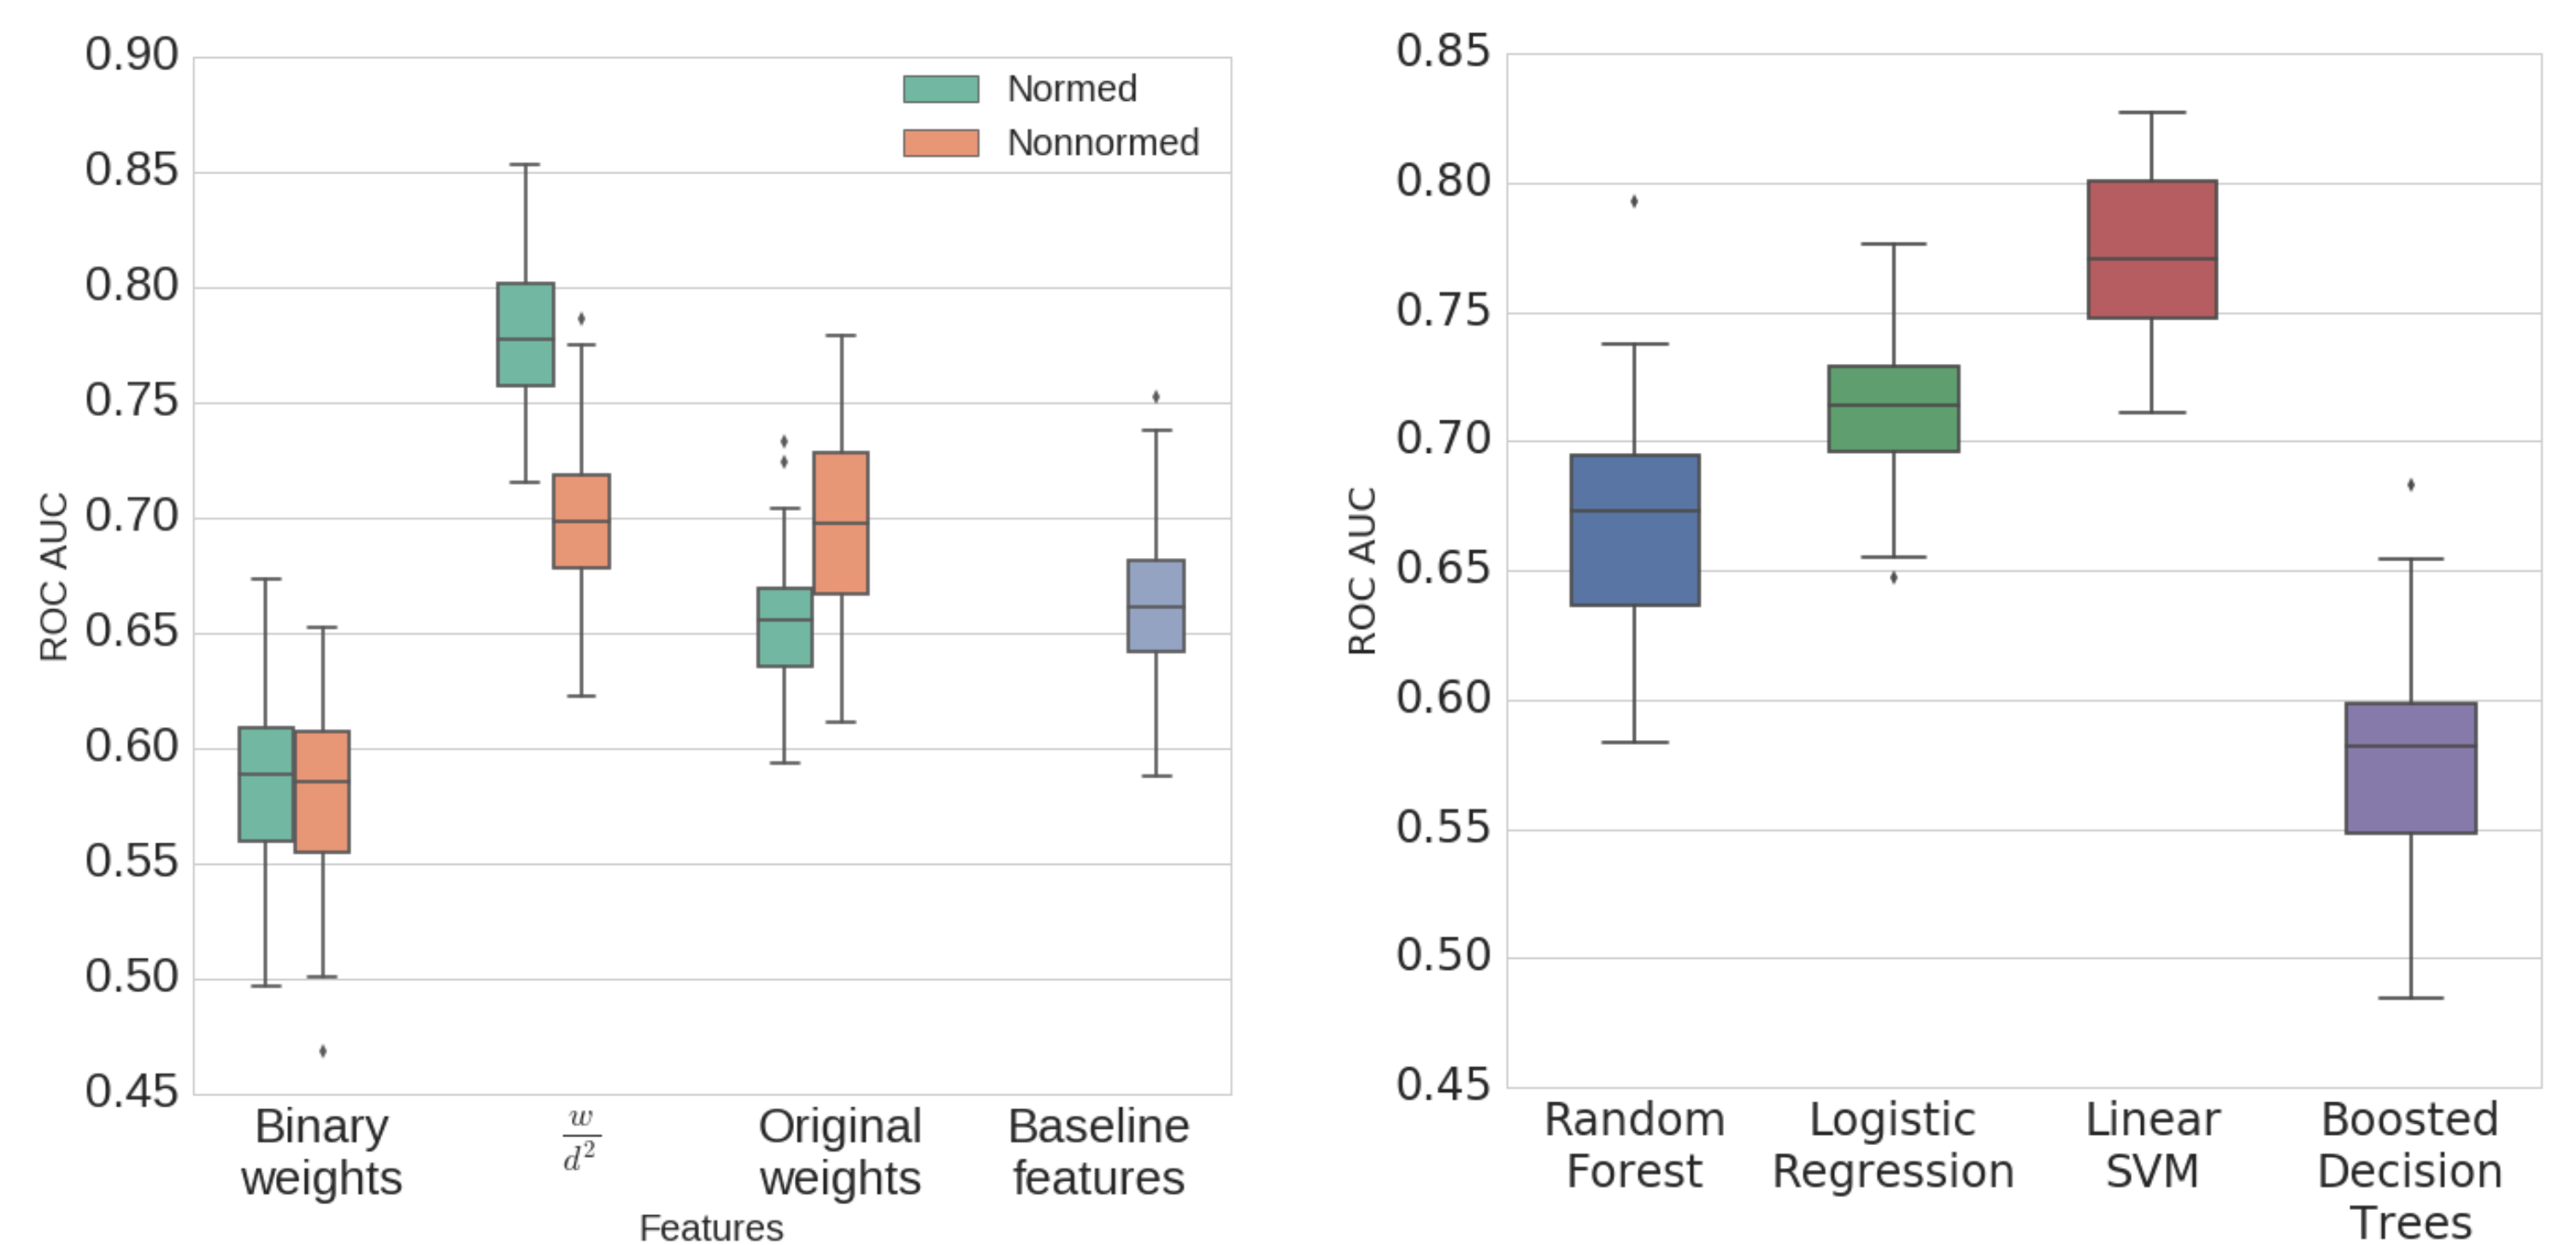 0.90
0.85
0.80
0.75
0.70
0.65
0.60
0.55
0.50
0.45
ROC AUC
Normed
Nonnormed
Binary
weights
w
d²
Original
weights
Baseline
features
Features
0.85
0.80
0.75
0.70
0.65
0.60
0.55
0.50
0.45
ROC AUC
Random
Forest
Logistic
Regression
Linear
SVM
Boosted
Decision
Trees